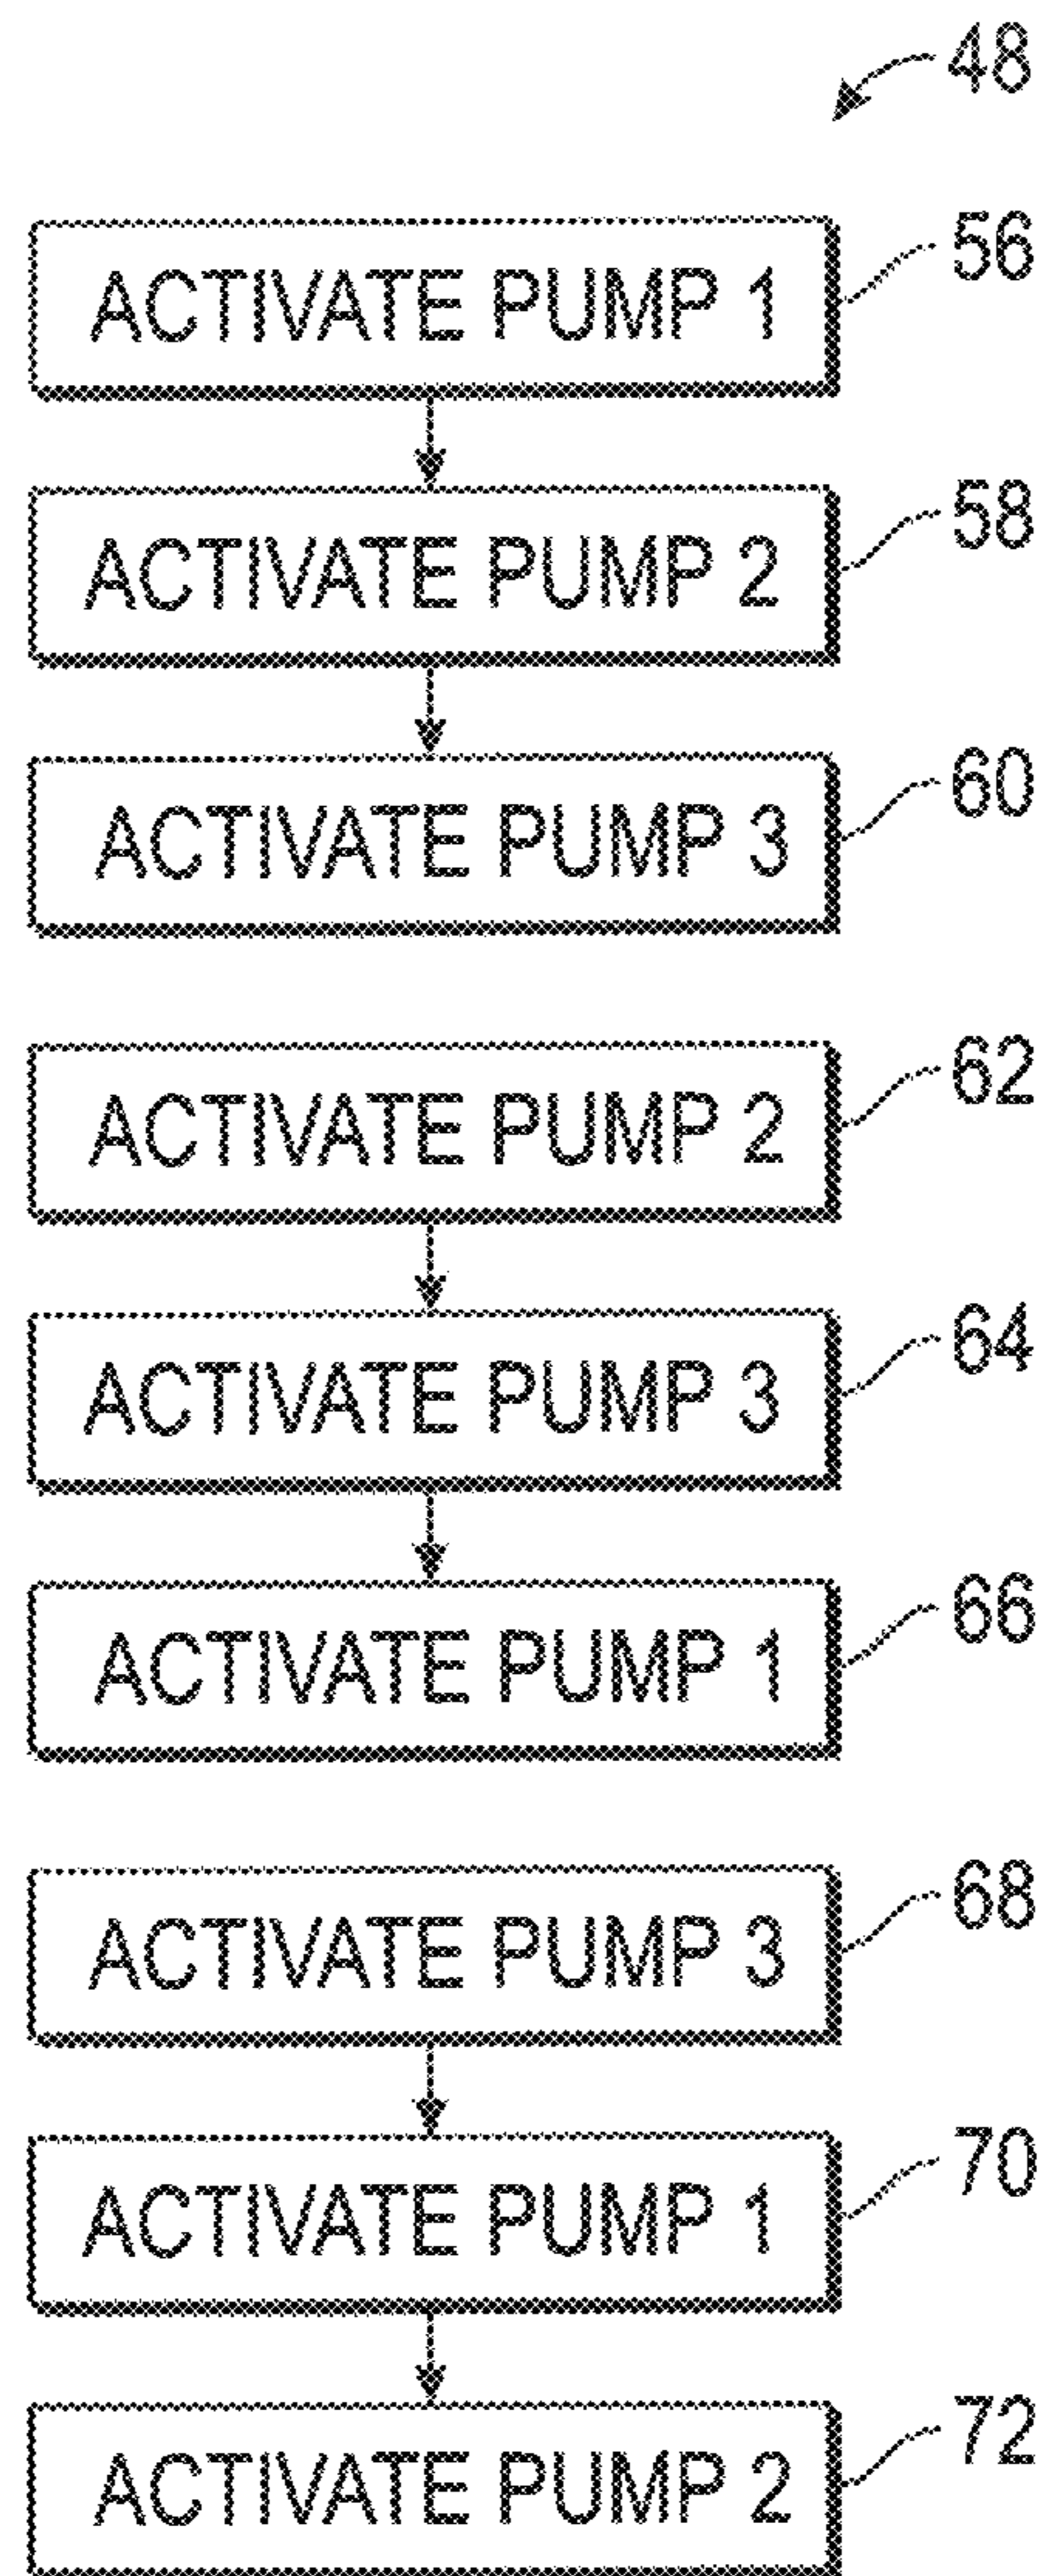 48
ACTIVATE PUMP 1
56
ACTIVATE PUMP 2
58
ACTIVATE PUMP 3
60
ACTIVATE PUMP 2
62
ACTIVATE PUMP 3
64
ACTIVATE PUMP 1
66
ACTIVATE PUMP 3
68
ACTIVATE PUMP 1
70
ACTIVATE PUMP 2
72